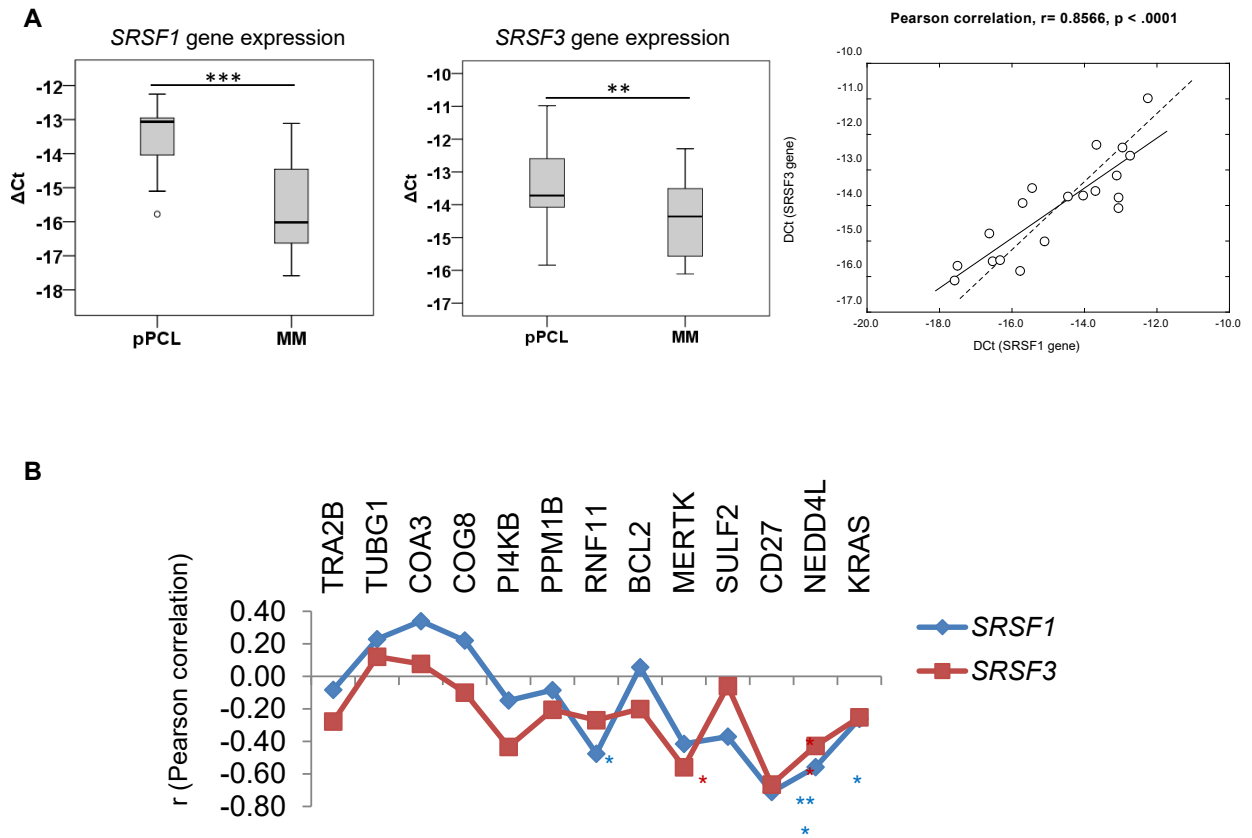 A
SRSF1 gene expression
***
-12
-13
-14
-15
-16
-17
-18
ΔCt
pPCL MM
SRSF3 gene expression
**
-10
-11
-12
-13
-14
-15
-16
-17
ΔCt
pPCL MM
Pearson correlation, r= 0.8566, p < .0001
-10.0
-11.0
-12.0
-13.0
-14.0
-15.0
-16.0
-17.0
DCt (SRSF3 gene)
-20.0 -18.0 -16.0 -14.0 -12.0 -10.0
DCt (SRSF1 gene)
B
TRA2B
TUBG1
COA3
COG8
PI4KB
PPM1B
RNF11
BCL2
MERTK
SULF2
CD27
NEDD4L
KRAS
r (Pearson correlation)
0.40
0.20
0.00
-0.20
-0.40
-0.60
-0.80
*
*
*
*
**
*
*
SRSF1
SRSF3